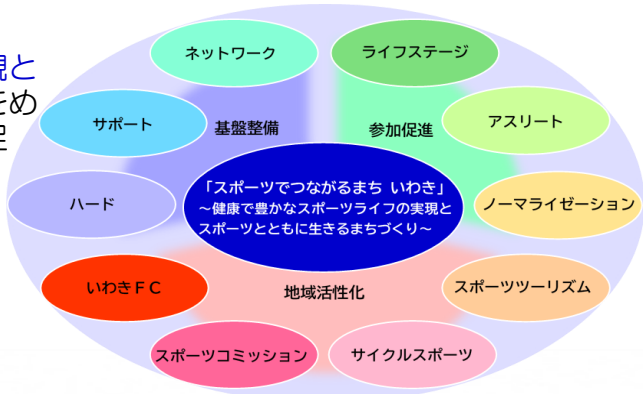 ネットワーク
ライフステージ
サポート
基盤整備
参加促進
アスリート
ハード
「スポーツでつながるまち いわき」
～健康で豊かなスポーツライフの実現と
スポーツとともに生きるまちづくり～
ノーマライゼーション
いわきＦＣ
地域活性化
スポーツツーリズム
スポーツコミッション
サイクルスポーツ
と
め